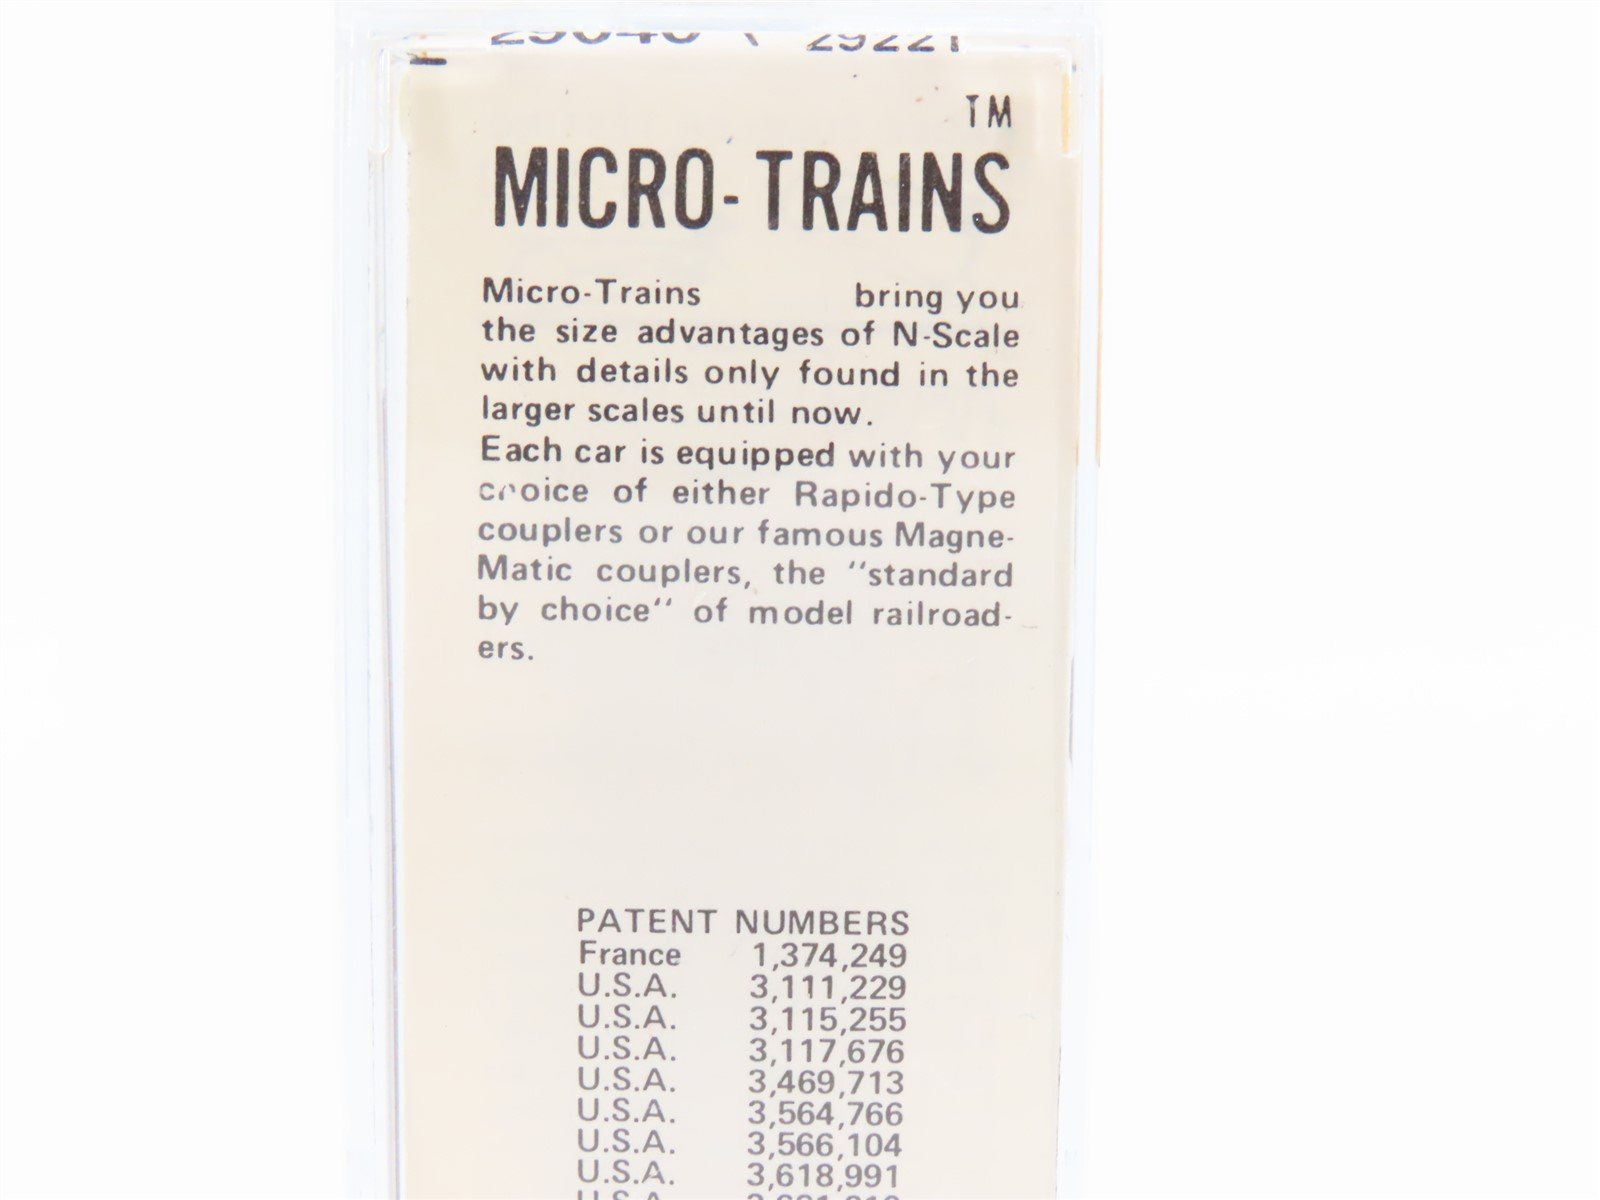 29221
TM
MICRO-TRAINS
Micro-Trains bring you
the size advantages of N-Scale
with details only found in the
larger scales until now.
Each car is equipped with your
choice of either Rapido-Type
couplers or our famous Magne-
Matic couplers, the "standard
by choice" of model railroad-
ers.
PATENT NUMBERS
France 1,374,249
U.S.A. 3,111,229
U.S.A. 3,115,255
U.S.A. 3,117,676
U.S.A. 3,469,713
U.S.A. 3,564,766
U.S.A. 3,566,104
U.S.A. 3,618,991
U.S.A.